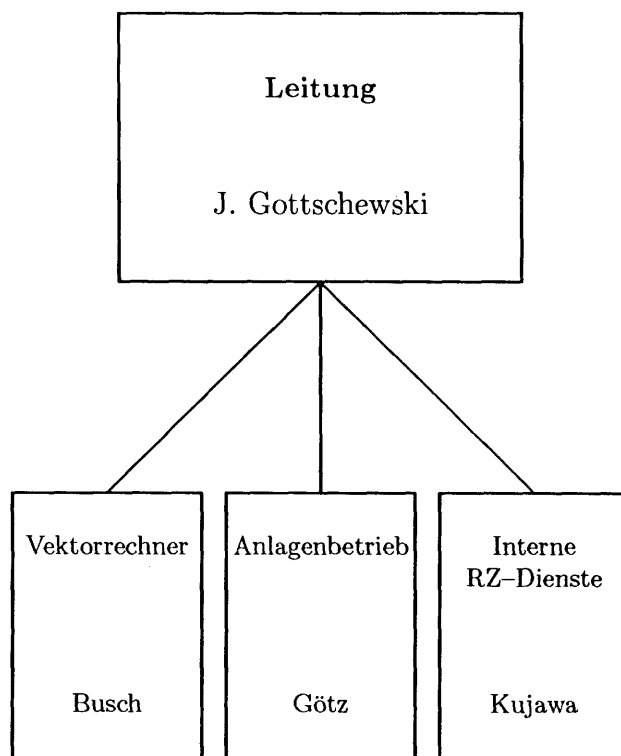 Leitung
J. Gottschewski
Vektorrechner
Busch
Anlagenbetrieb
Götz
Interne
RZ–Dienste
Kujawa